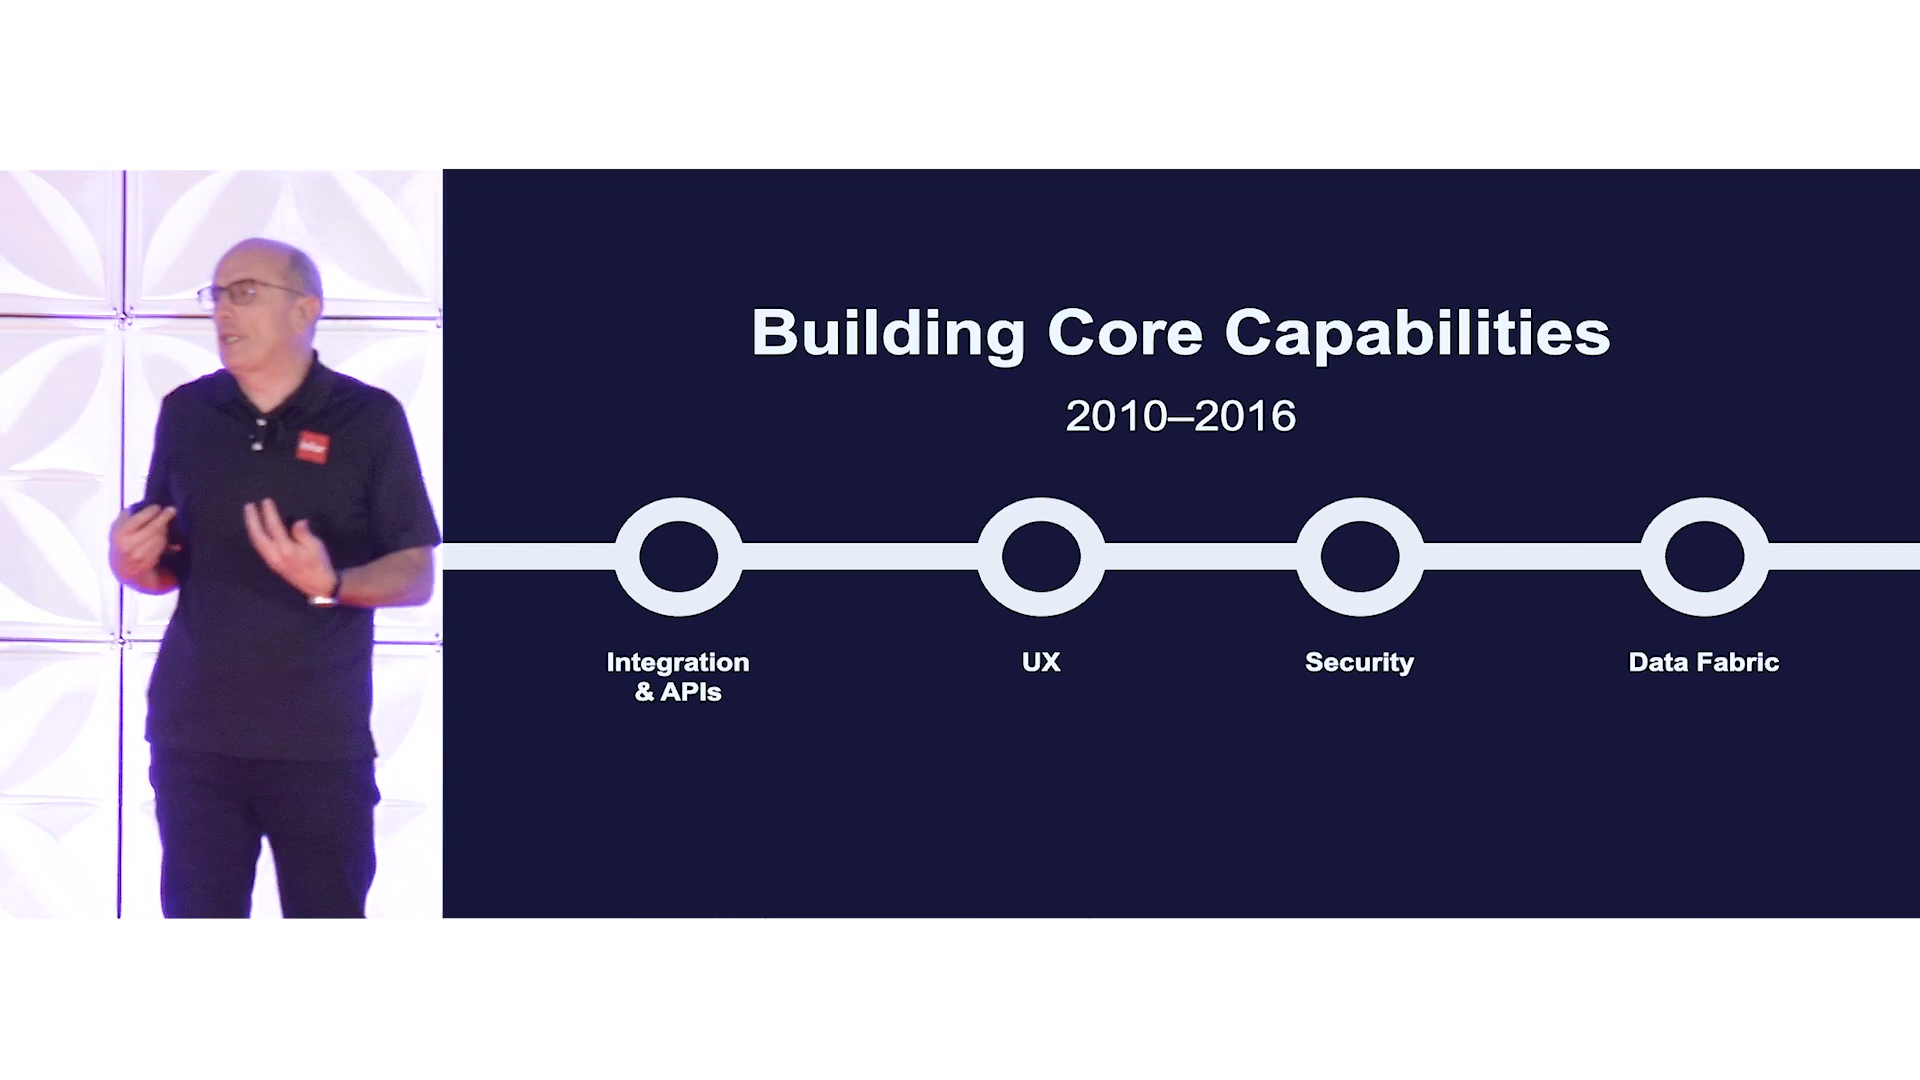 Building Core Capabilities
2010–2016
Integration
& APIs
UX
Security
Data Fabric